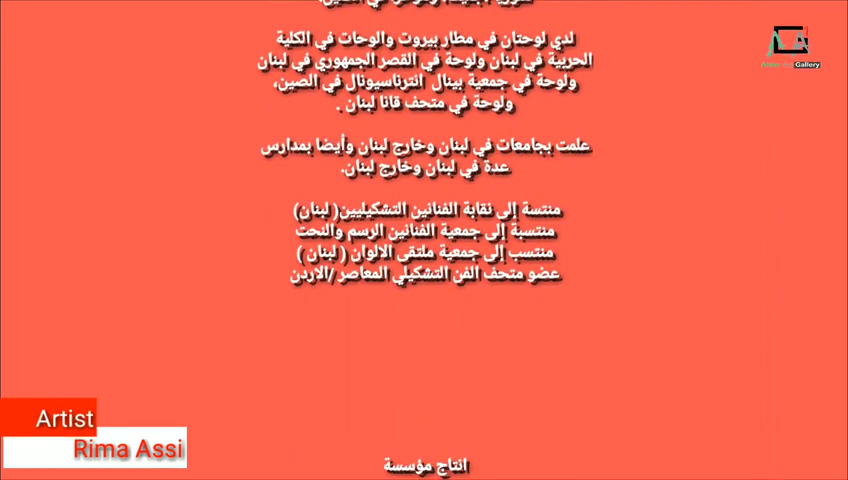 لدي لوحتان في مطار بيروت والوحات في الكلية
الحربية في لبنان ولوحة في القصر الجمهوري في لبنان
ولوحة في جمعية بينال انترناسيونال في الصين،
ولوحة في متحف قانا لبنان .
علمت بجامعات في لبنان وخارج لبنان وأيضا بمدارس
عدة في لبنان وخارج لبنان.
منتسة إلى نقابة الفنانين التشكيليين( لبنان)
منتسبة إلى جمعية الفنانين الرسم والنحت
منتسب إلى جمعية ملتقى الالوان ( لبنان )
عضو متحف الفن التشكيلي المعاصر /الاردن
Gallery
Artist
Rima Assi
انتاج مؤسسة